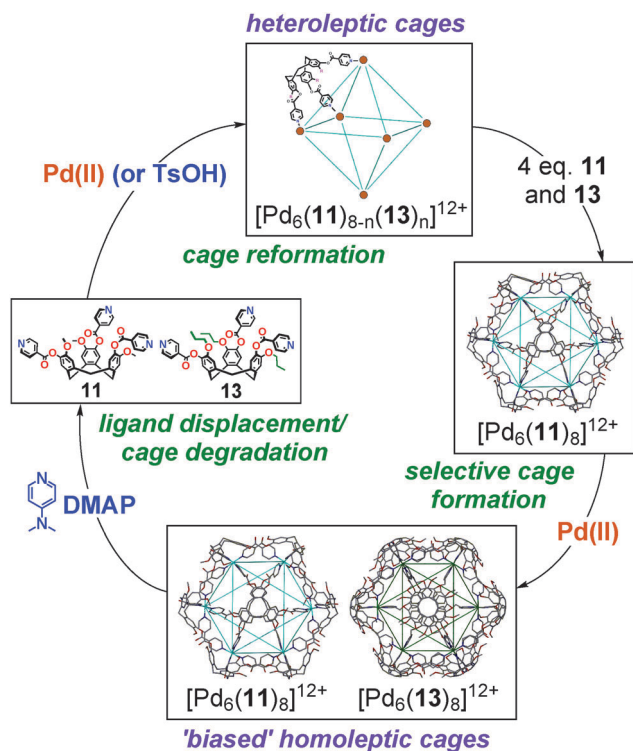 heteroleptic cages
[Pd6(11)8-n(13)n]12+
Pd(II) (or TsOH)
cage reformation
4 eq. 11
and 13
[Pd6(11)8]12+
selective cage
formation
Pd(II)
11
13
ligand displacement/
cage degradation
DMAP
[Pd6(11)8]12+
[Pd6(13)8]12+
'biased' homoleptic cages